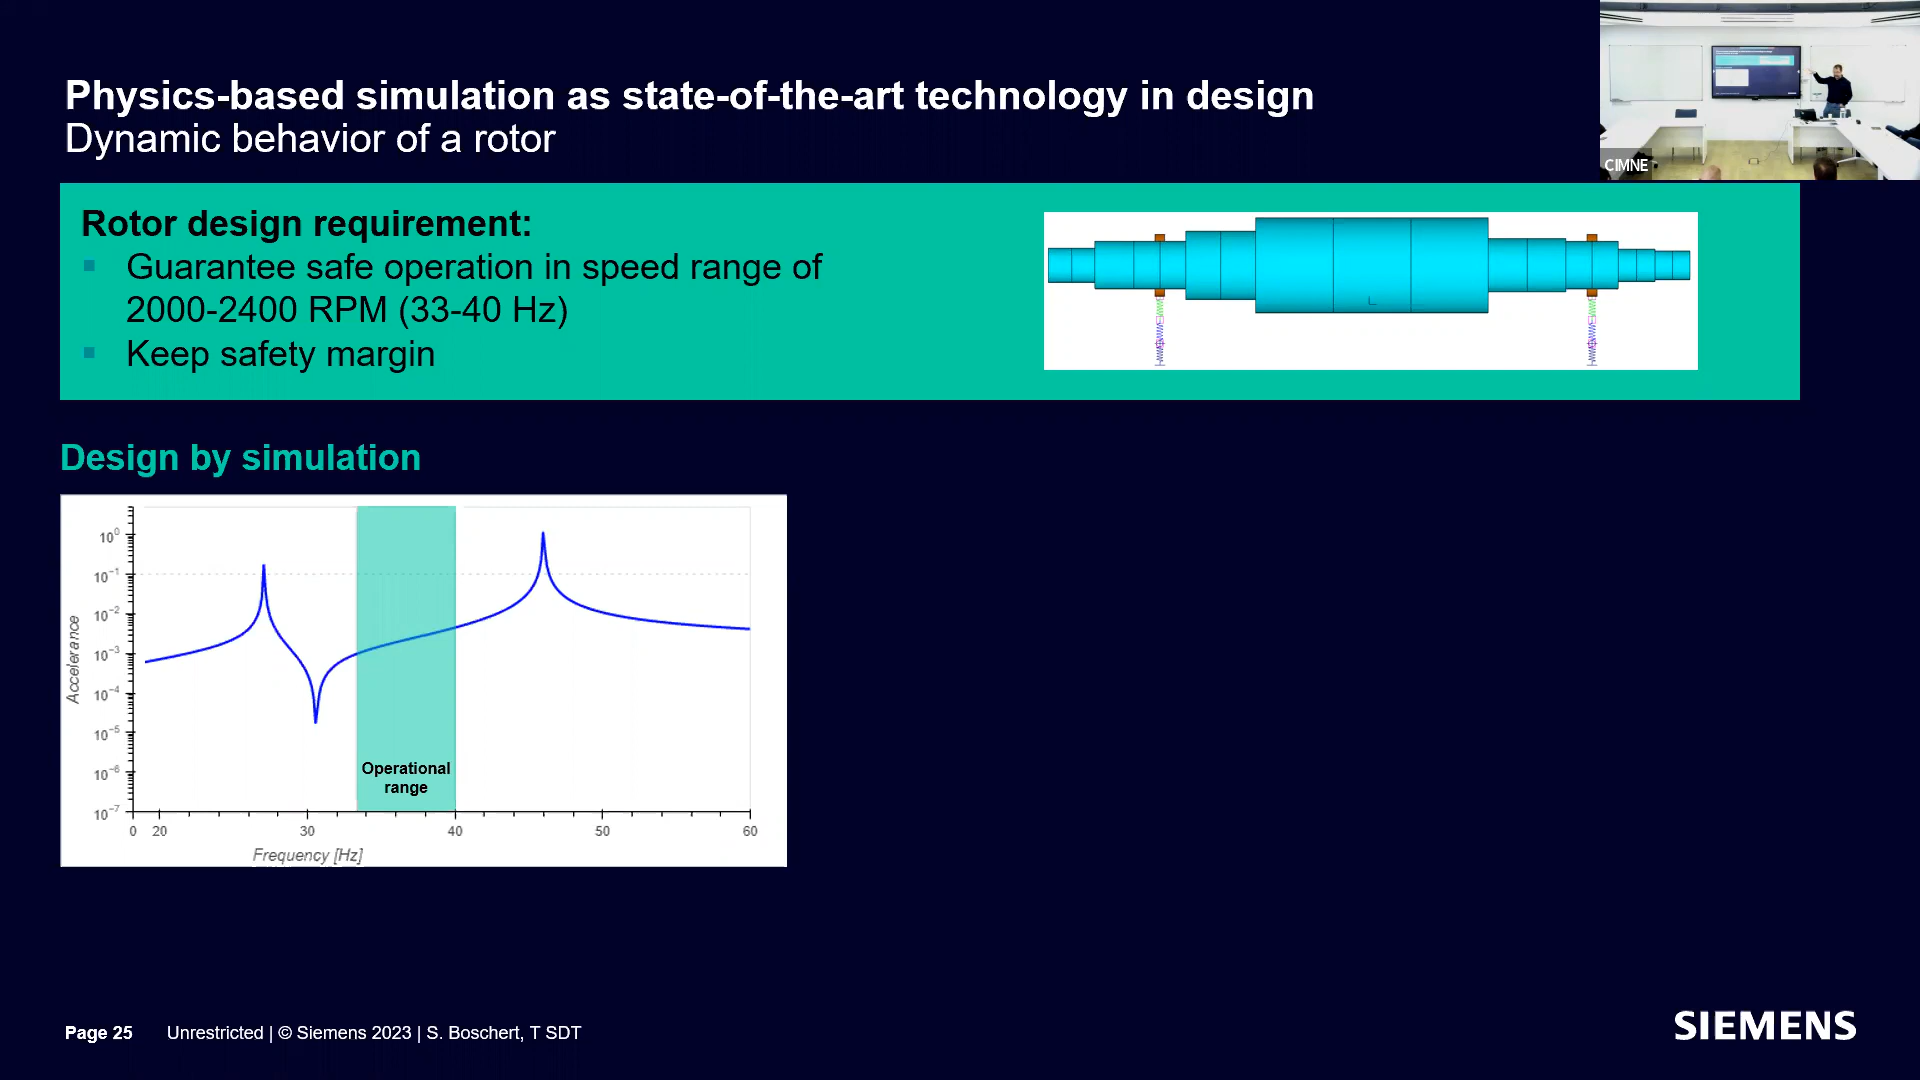 Physics-based simulation as state-of-the-art technology in design
Dynamic behavior of a rotor
CIMNE
Rotor design requirement:
Guarantee safe operation in speed range of
2000-2400 RPM (33-40 Hz)
Keep safety margin
Design by simulation
Accelerance
10⁰
10⁻¹
10⁻²
10⁻³
10⁻⁴
10⁻⁵
10⁻⁶
10⁻⁷
Operational
range
0 20 30 40 50 60
Frequency [Hz]
Page 25 Unrestricted | © Siemens 2023 | S. Boschert, T SDT
SIEMENS